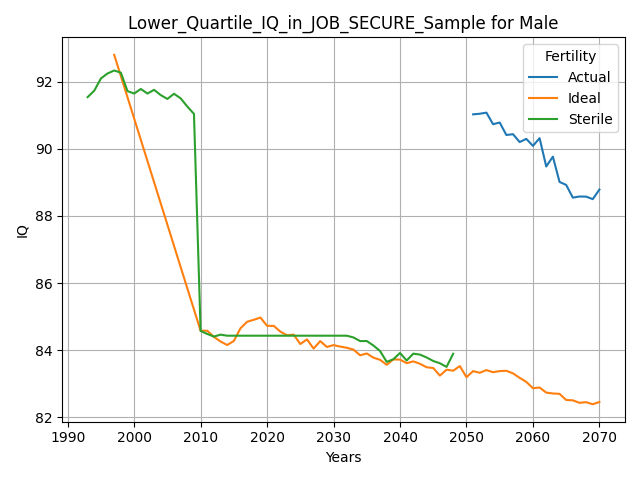 Lower_Quartile_IQ_in_JOB_SECURE_Sample for Male
Fertility
Actual
Ideal
Sterile
92
90
88
86
84
82
IQ
1990
2000
2010
2020
2030
2040
2050
2060
2070
Years